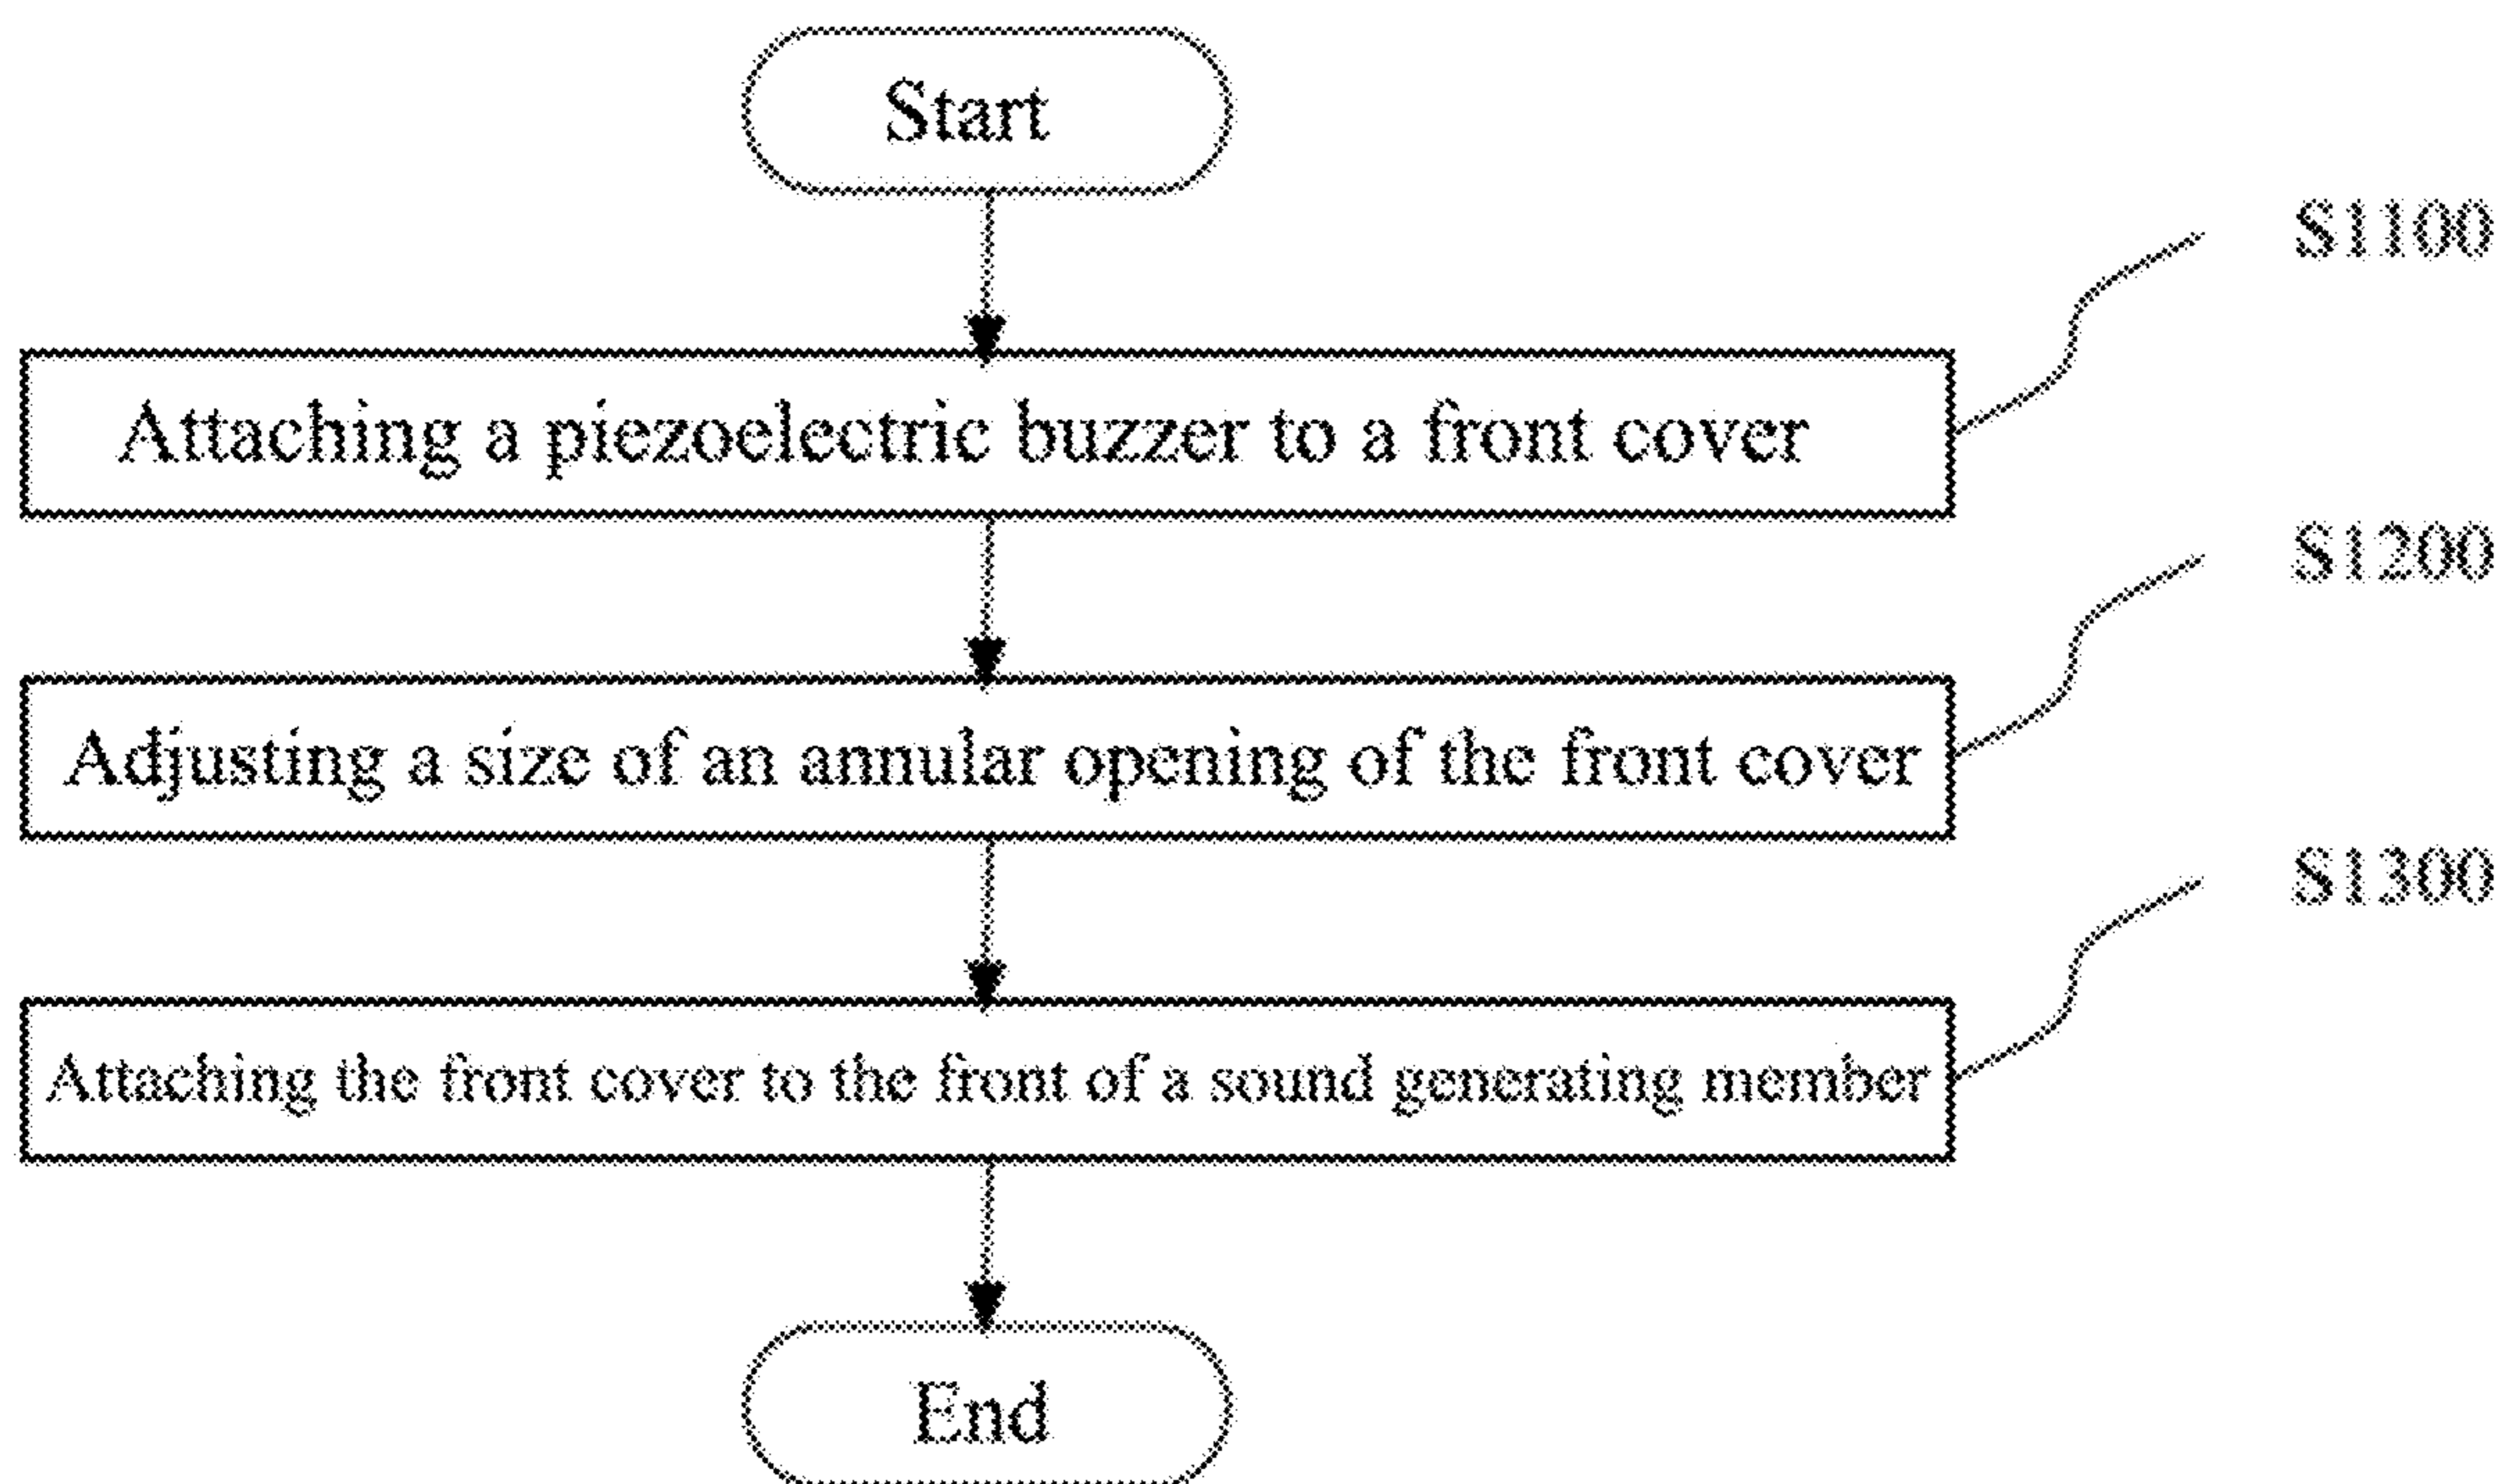 Start
S1100
Attaching a piezoelectric buzzer to a front cover
S1200
Adjusting a size of an annular opening of the front cover
S1300
Attaching the front cover to the front of a sound generating member
End